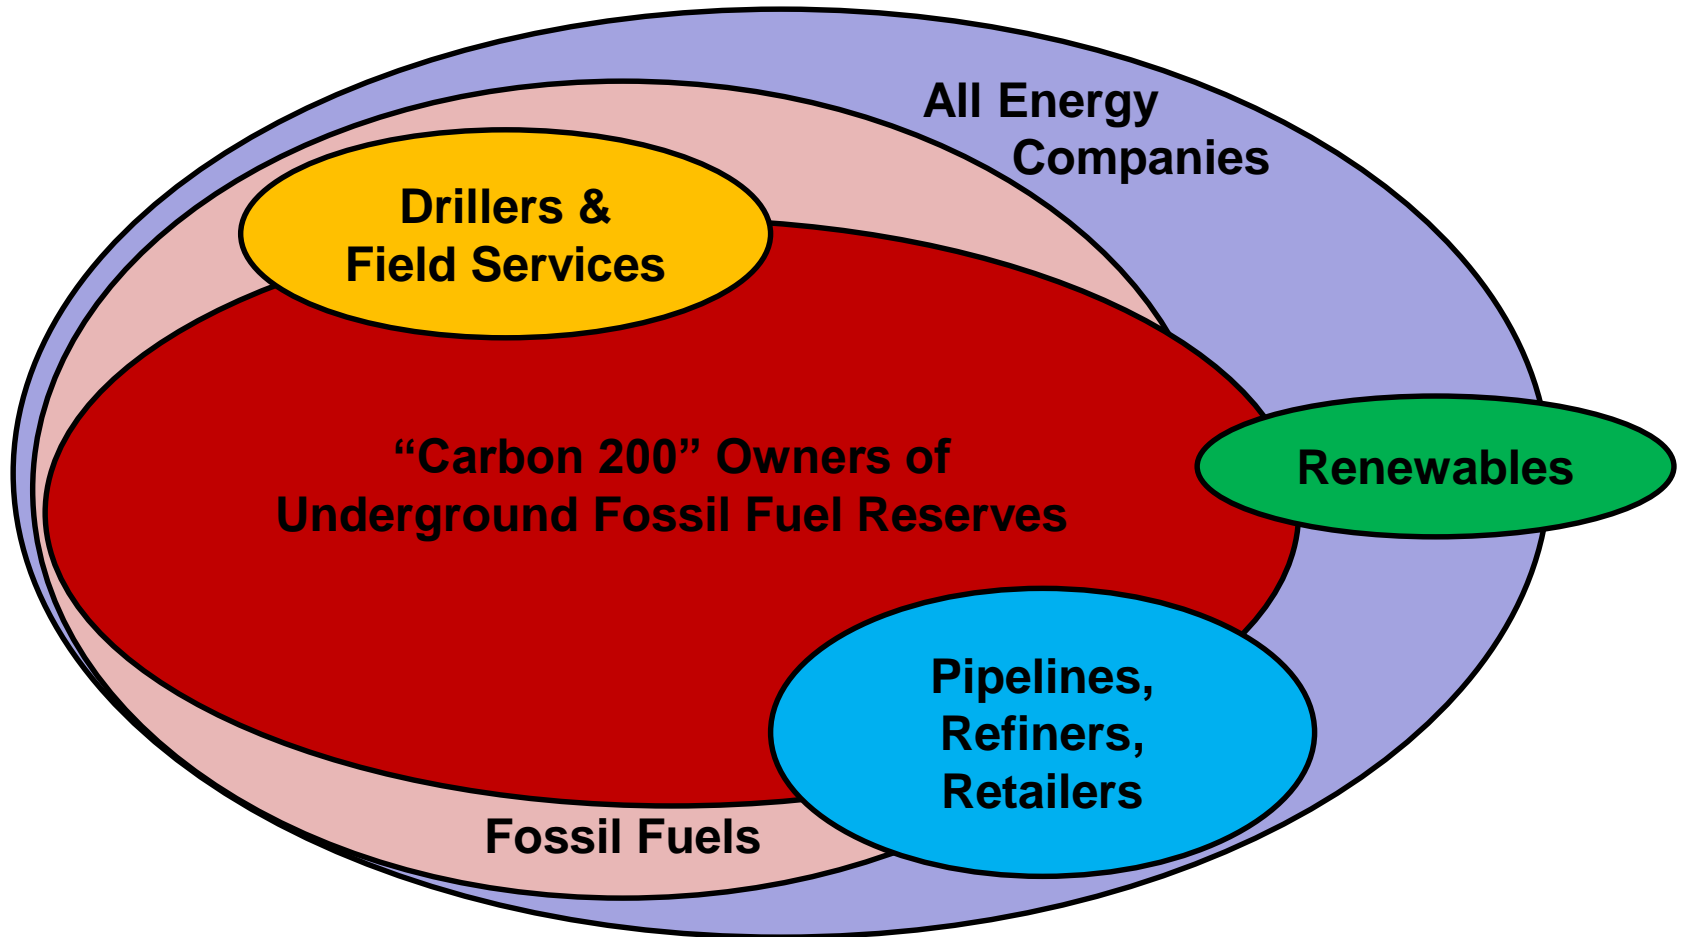 All Energy
Companies
Drillers &
Field Services
“Carbon 200” Owners of
Underground Fossil Fuel Reserves
Renewables
Pipelines,
Refiners,
Retailers
Fossil Fuels